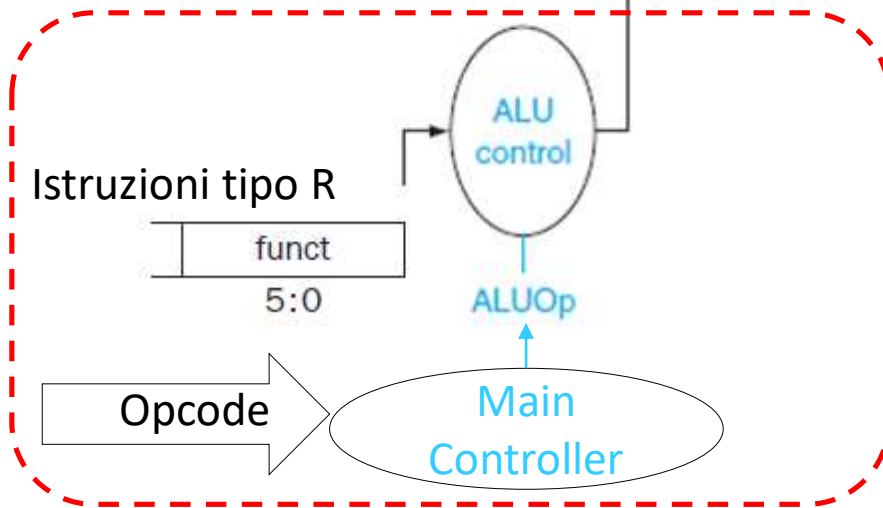 ALU
control
Istruzioni tipo R
funct
5:0
ALUOp
Opcode
Main
Controller